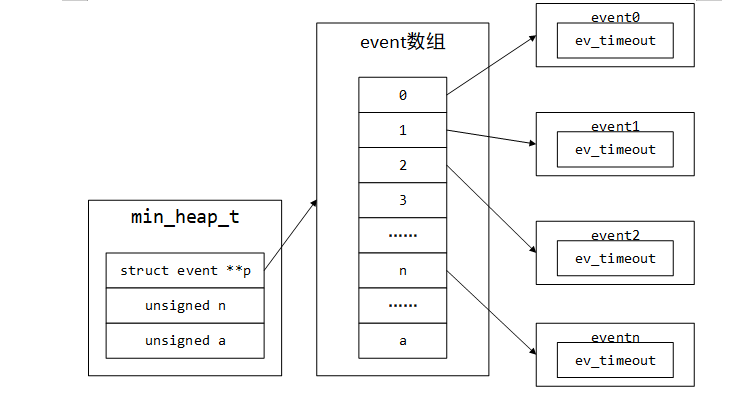 min_heap_t
struct event **p
unsigned n
unsigned a
event数组
0
1
2
3
······
n
······
a
event0
ev_timeout
event1
ev_timeout
event2
ev_timeout
eventn
ev_timeout